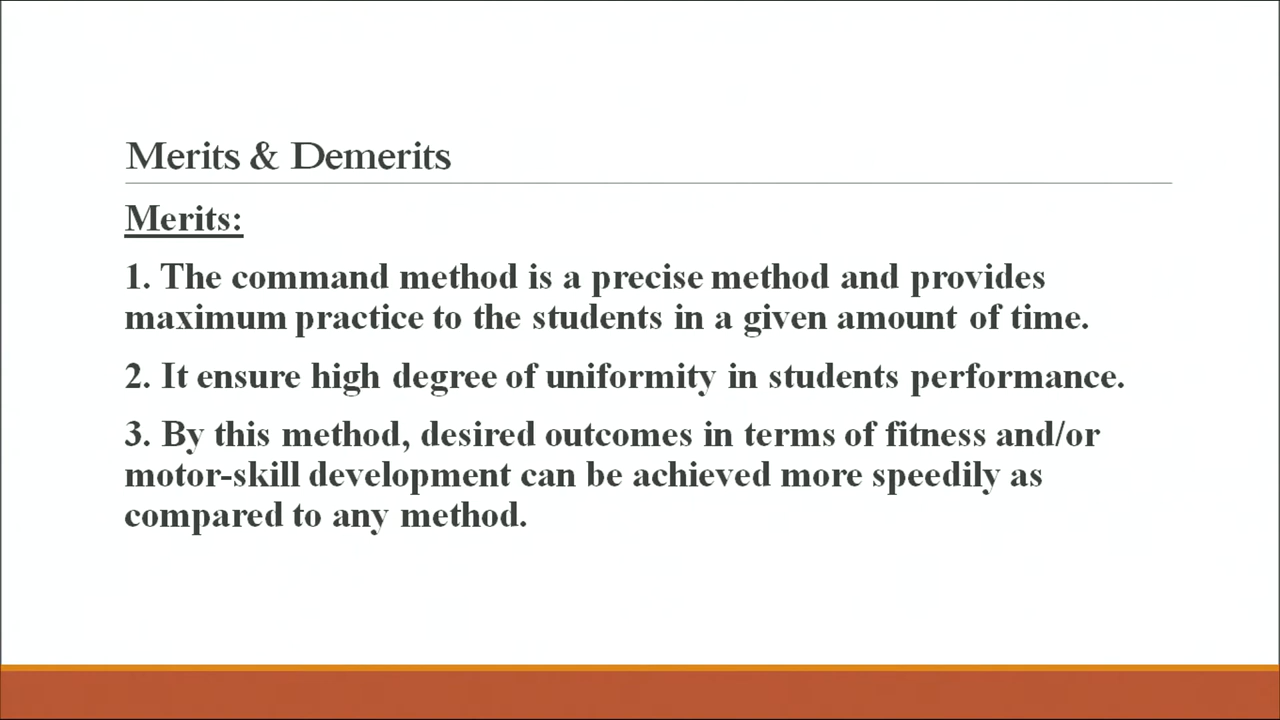 Merits & Demerits
Merits:
1. The command method is a precise method and provides
maximum practice to the students in a given amount of time.
2. It ensure high degree of uniformity in students performance.
3. By this method, desired outcomes in terms of fitness and/or
motor-skill development can be achieved more speedily as
compared to any method.